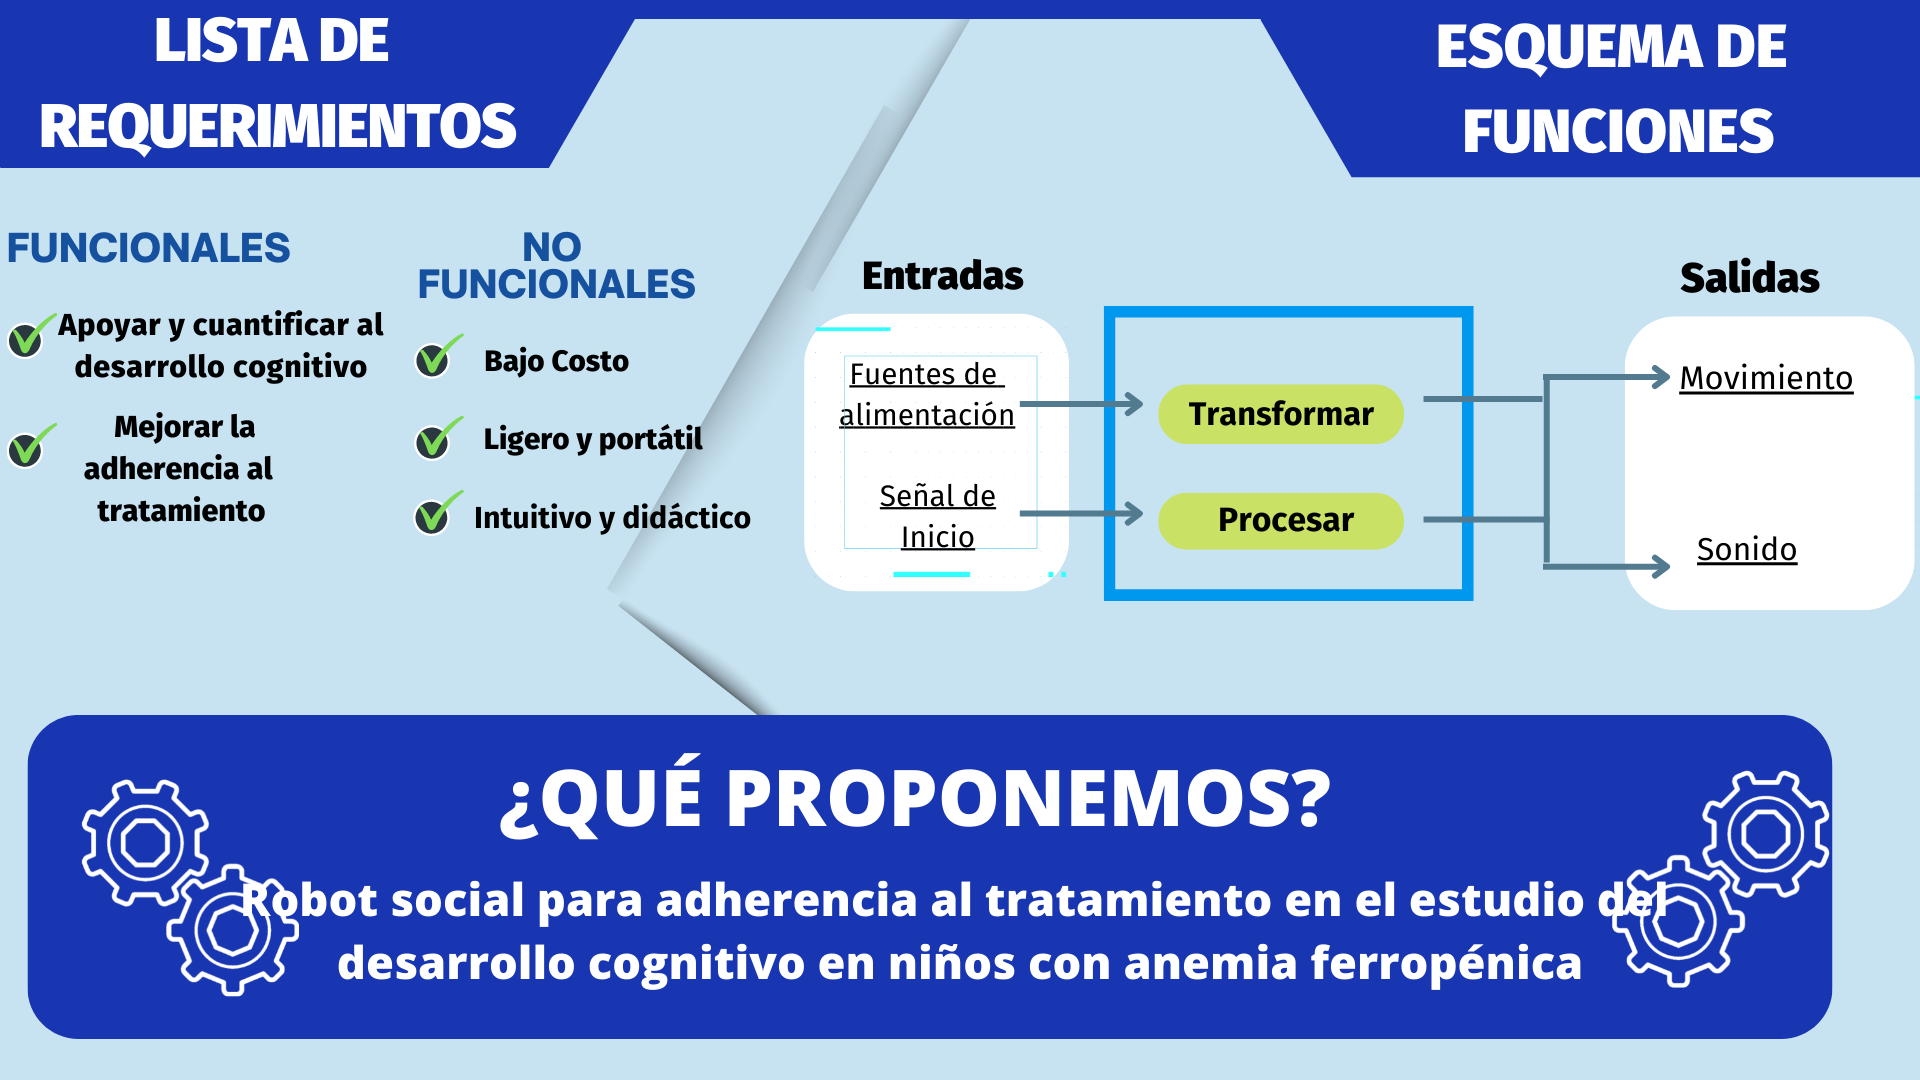 LISTA DE
REQUERIMIENTOS
ESQUEMA DE
FUNCIONES
FUNCIONALES
Apoyar y cuantificar al
desarrollo cognitivo
Mejorar la
adherencia al
tratamiento
NO
FUNCIONALES
Bajo Costo
Ligero y portátil
Intuitivo y didáctico
Entradas
Fuentes de
alimentación
Señal de
Inicio
Transformar
Procesar
Salidas
Movimiento
Sonido
¿QUÉ PROPONEMOS?
Robot social para adherencia al tratamiento en el estudio del
desarrollo cognitivo en niños con anemia ferropénica